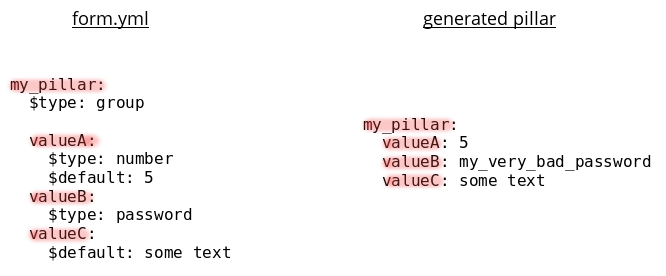 form.yml
my_pillar:
  $type: group
  valueA:
    $type: number
    $default: 5
  valueB:
    $type: password
  valueC:
    $default: some text
generated pillar
my_pillar:
  valueA: 5
  valueB: my_very_bad_password
  valueC: some text